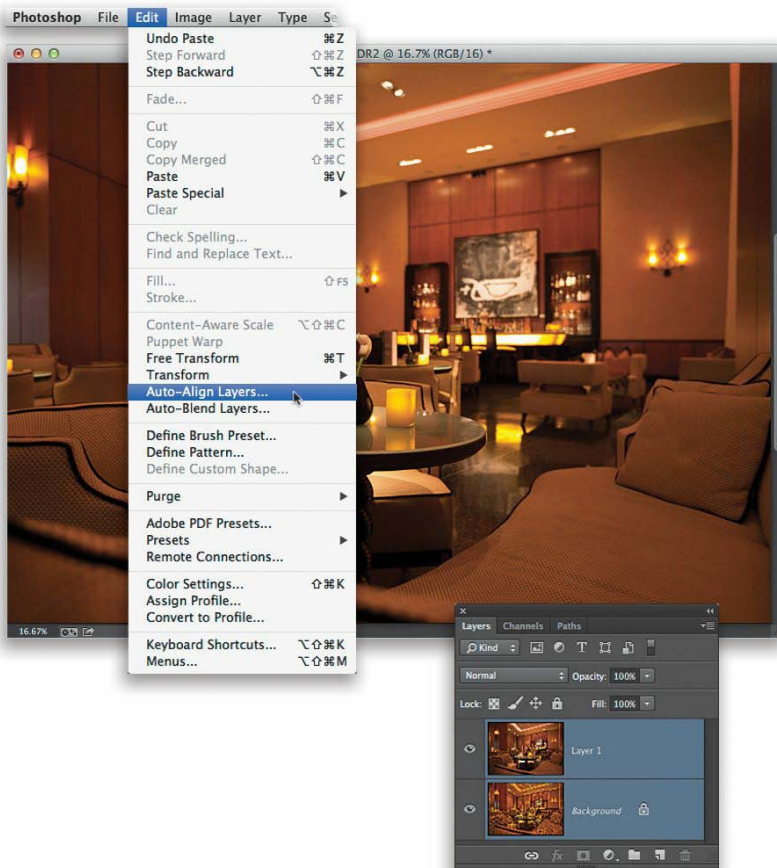 Photoshop File Edit Image Layer Type
DR2 @ 16.7% (RGB/16) *
Undo Paste ⌘Z
Step Forward ⇧⌘Z
Step Backward ⌥⌘Z
Fade... ⇧⌘F
Cut ⌘X
Copy ⌘C
Copy Merged ⇧⌘C
Paste ⌘V
Paste Special
Clear
Check Spelling...
Find and Replace Text...
Fill... ⇧F5
Stroke...
Content-Aware Scale ⌥⇧⌘C
Puppet Warp
Free Transform ⌘T
Transform
Auto-Align Layers...
Auto-Blend Layers...
Define Brush Preset...
Define Pattern...
Define Custom Shape...
Purge
Adobe PDF Presets...
Presets
Remote Connections...
Color Settings... ⇧⌘K
Assign Profile...
Convert to Profile...
Keyboard Shortcuts... ⌥⇧⌘K
Menus... ⌥⇧⌘M
16.67%
Layers Channels Paths
Kind
Normal Opacity: 100%
Lock: Fill: 100%
Layer 1
Background